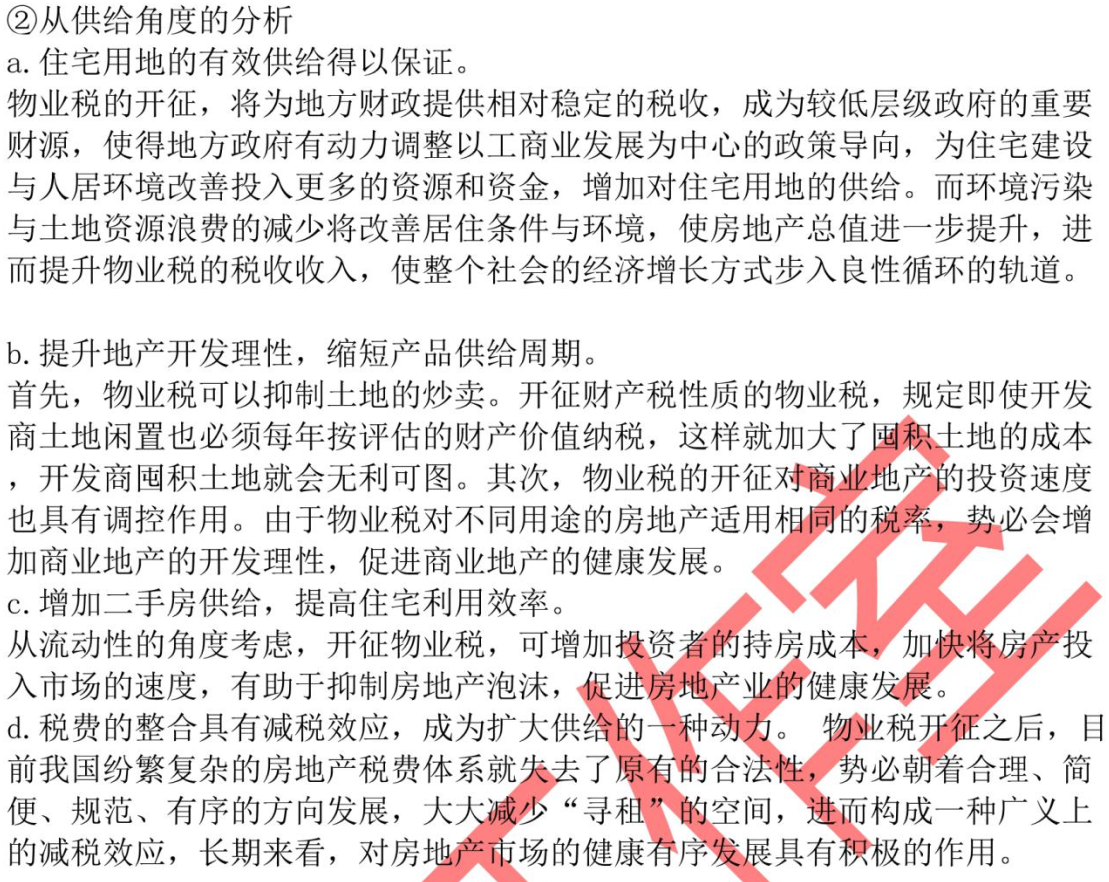 ②从供给角度的分析
a.住宅用地的有效供给得以保证。
物业税的开征，将为地方财政提供相对稳定的税收，成为较低层级政府的重要
财源，使得地方政府有动力调整以工商业发展为中心的政策导向，为住宅建设
与人居环境改善投入更多的资源和资金，增加对住宅用地的供给。而环境污染
与土地资源浪费的减少将改善居住条件与环境，使房地产总值进一步提升，进
而提升物业税的税收收入，使整个社会的经济增长方式步入良性循环的轨道。
b.提升地产开发理性，缩短产品供给周期。
首先，物业税可以抑制土地的炒卖。开征财产税性质的物业税，规定即使开发
商土地闲置也必须每年按评估的财产价值纳税，这样就加大了囤积土地的成本
，开发商囤积土地就会无利可图。其次，物业税的开征对商业地产的投资速度
也具有调控作用。由于物业税对不同用途的房地产适用相同的税率，势必会增
加商业地产的开发理性，促进商业地产的健康发展。
c.增加二手房供给，提高住宅利用效率。
从流动性的角度考虑，开征物业税，可增加投资者的持房成本，加快将房产投
入市场的速度，有助于抑制房地产泡沫，促进房地产业的健康发展。
d.税费的整合具有减税效应，成为扩大供给的一种动力。 物业税开征之后，目
前我国纷繁复杂的房地产税费体系就失去了原有的合法性，势必朝着合理、简
便、规范、有序的方向发展，大大减少“寻租”的空间，进而构成一种广义上
的减税效应，长期来看，对房地产市场的健康有序发展具有积极的作用。
作室